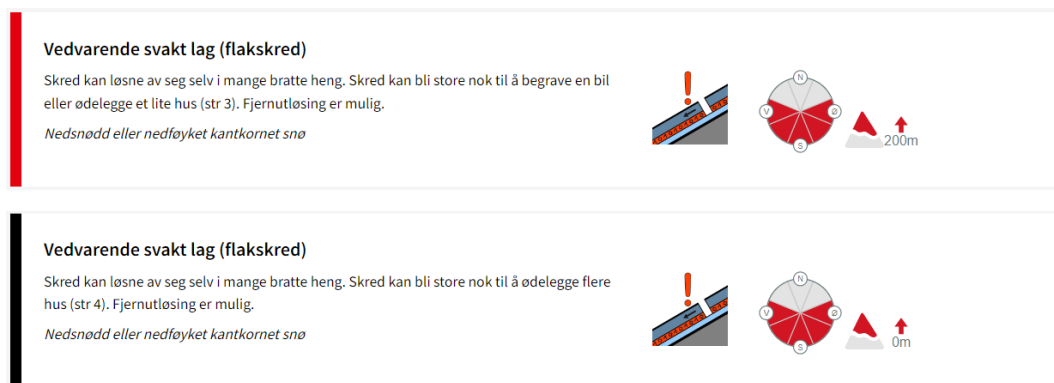 Vedvarende svakt lag (flakskred)
Skred kan løsne av seg selv i mange bratte heng. Skred kan bli store nok til å begrave en bil
eller ødelegge et lite hus (str 3). Fjernutløsing er mulig.
Nedsnødd eller nedføyket kantkornet snø
N
V
Ø
S
200m
Vedvarende svakt lag (flakskred)
Skred kan løsne av seg selv i mange bratte heng. Skred kan bli store nok til å ødelegge flere
hus (str 4). Fjernutløsing er mulig.
Nedsnødd eller nedføyket kantkornet snø
N
V
Ø
S
0m